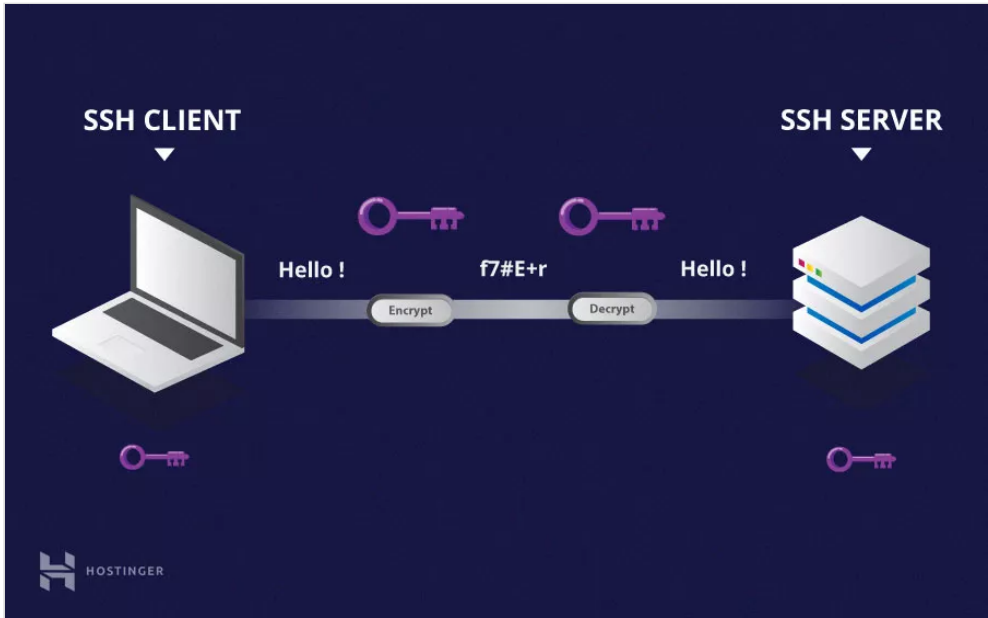 SSH CLIENT
SSH SERVER
Hello !
f7#E+r
Hello !
Encrypt
Decrypt
HOSTINGER